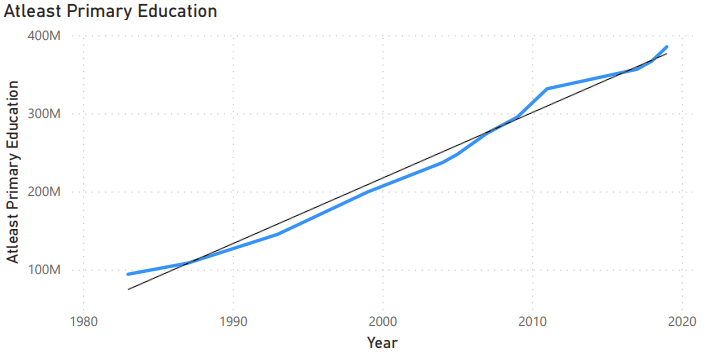 Atleast Primary Education
400M
300M
200M
100M
Atleast Primary Education
1980 1990 2000 2010 2020
Year